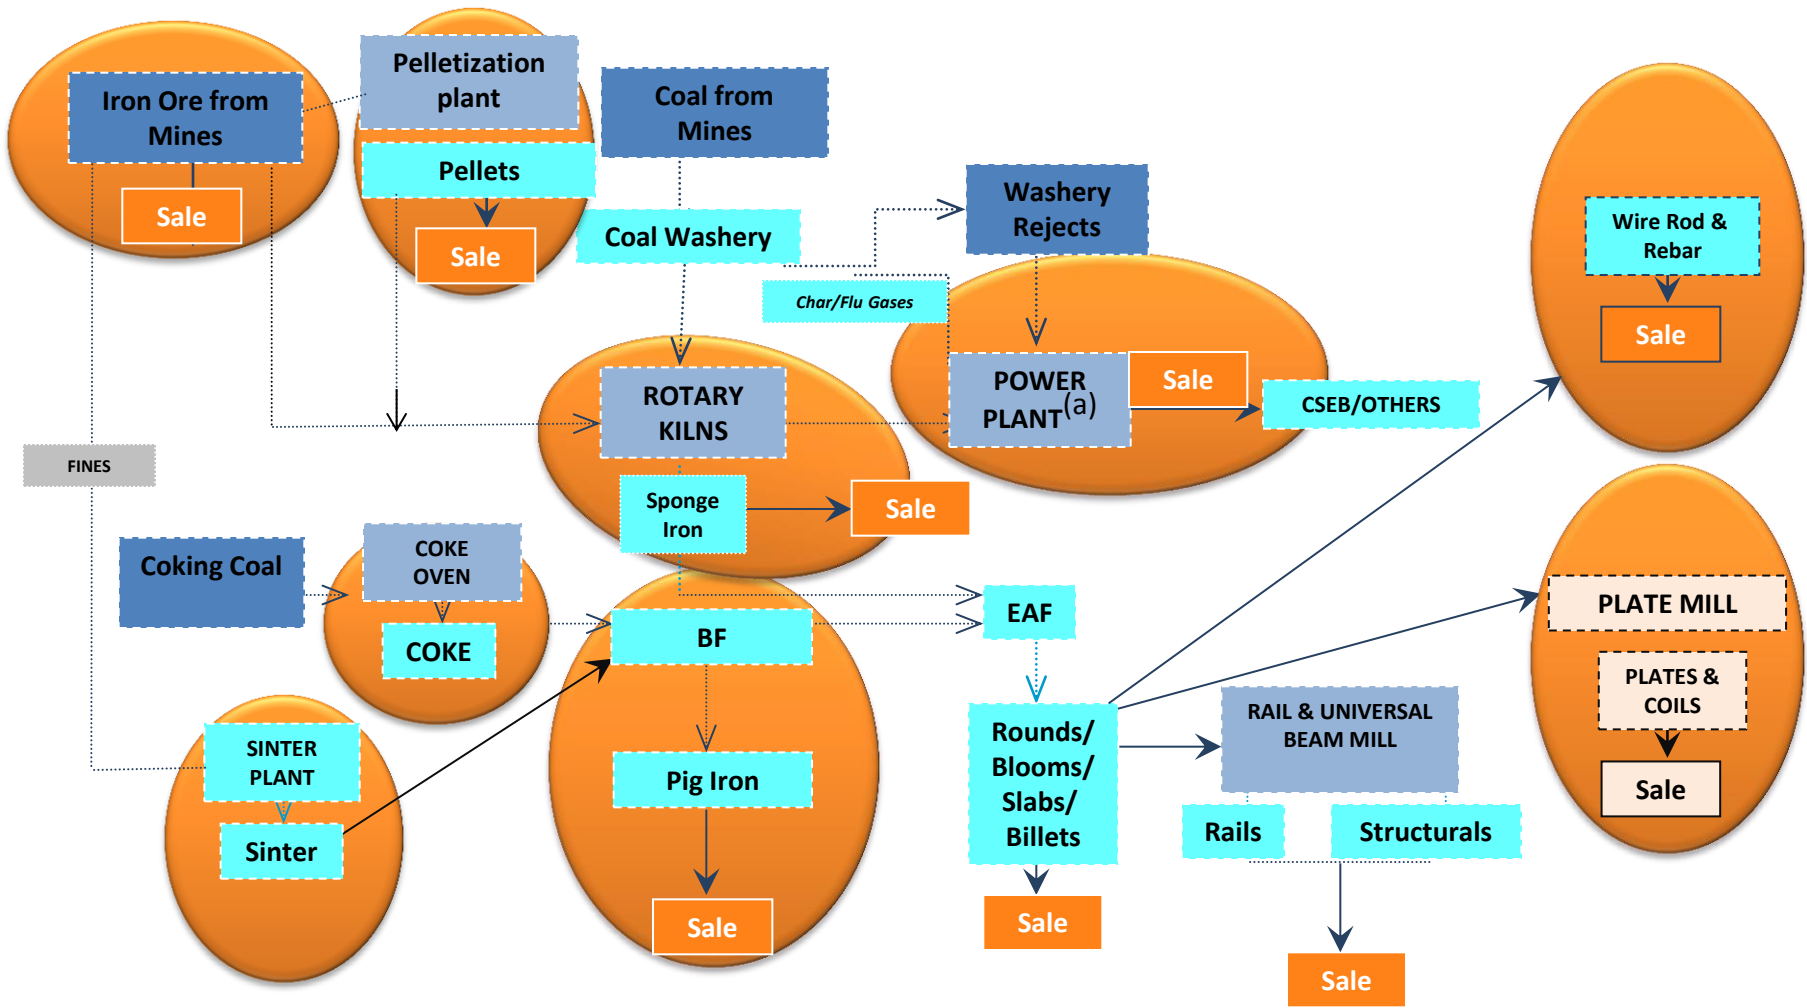 Iron Ore from
Mines
Sale
Pelletization
plant
Pellets
Sale
Coal from
Mines
Coal Washery
Washery
Rejects
Char/Flu Gases
ROTARY
KILNS
Sponge
Iron
Sale
POWER
PLANT(a)
Sale
CSEB/OTHERS
Wire Rod &
Rebar
Sale
FINES
Coking Coal
COKE
OVEN
COKE
BF
EAF
PLATE MILL
PLATES &
COILS
Sale
SINTER
PLANT
Sinter
Pig Iron
Sale
Rounds/
Blooms/
Slabs/
Billets
Sale
RAIL & UNIVERSAL
BEAM MILL
Rails
Structurals
Sale